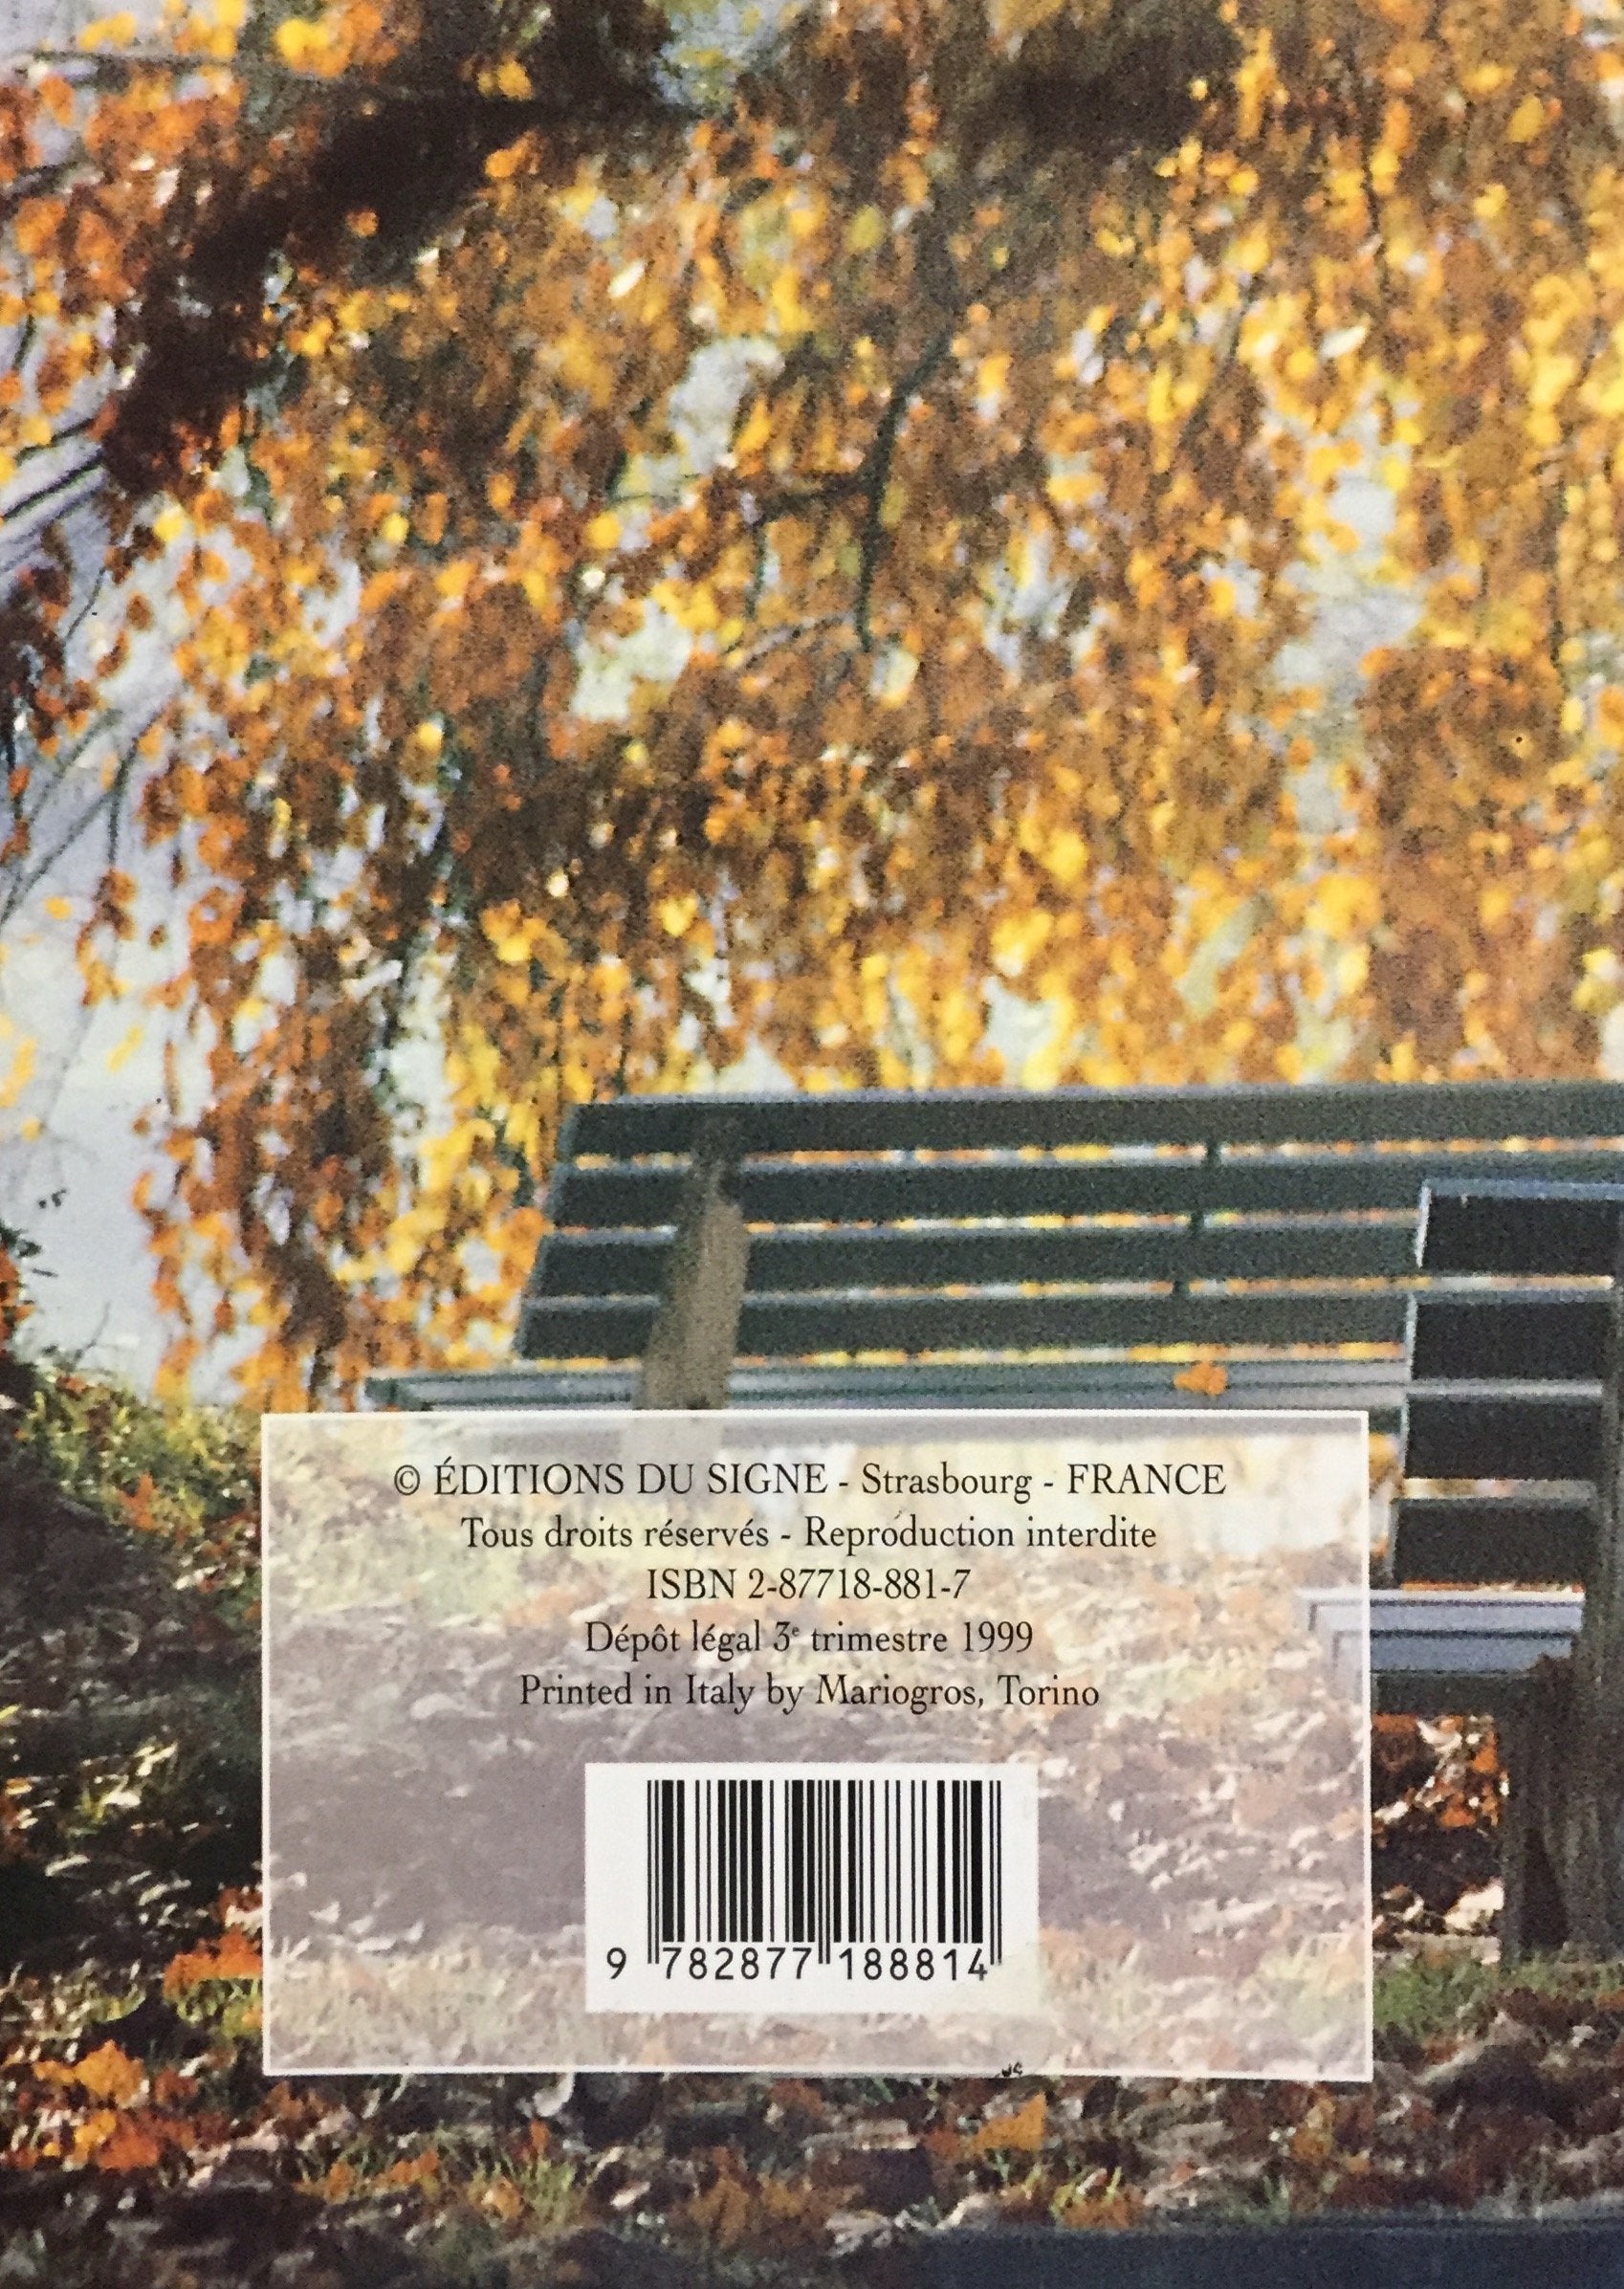 © ÉDITIONS DU SIGNE - Strasbourg - FRANCE
Tous droits réservés - Reproduction interdite
ISBN 2-87718-881-7
Dépôt légal 3e trimestre 1999
Printed in Italy by Mariogros, Torino
9 782877 188814